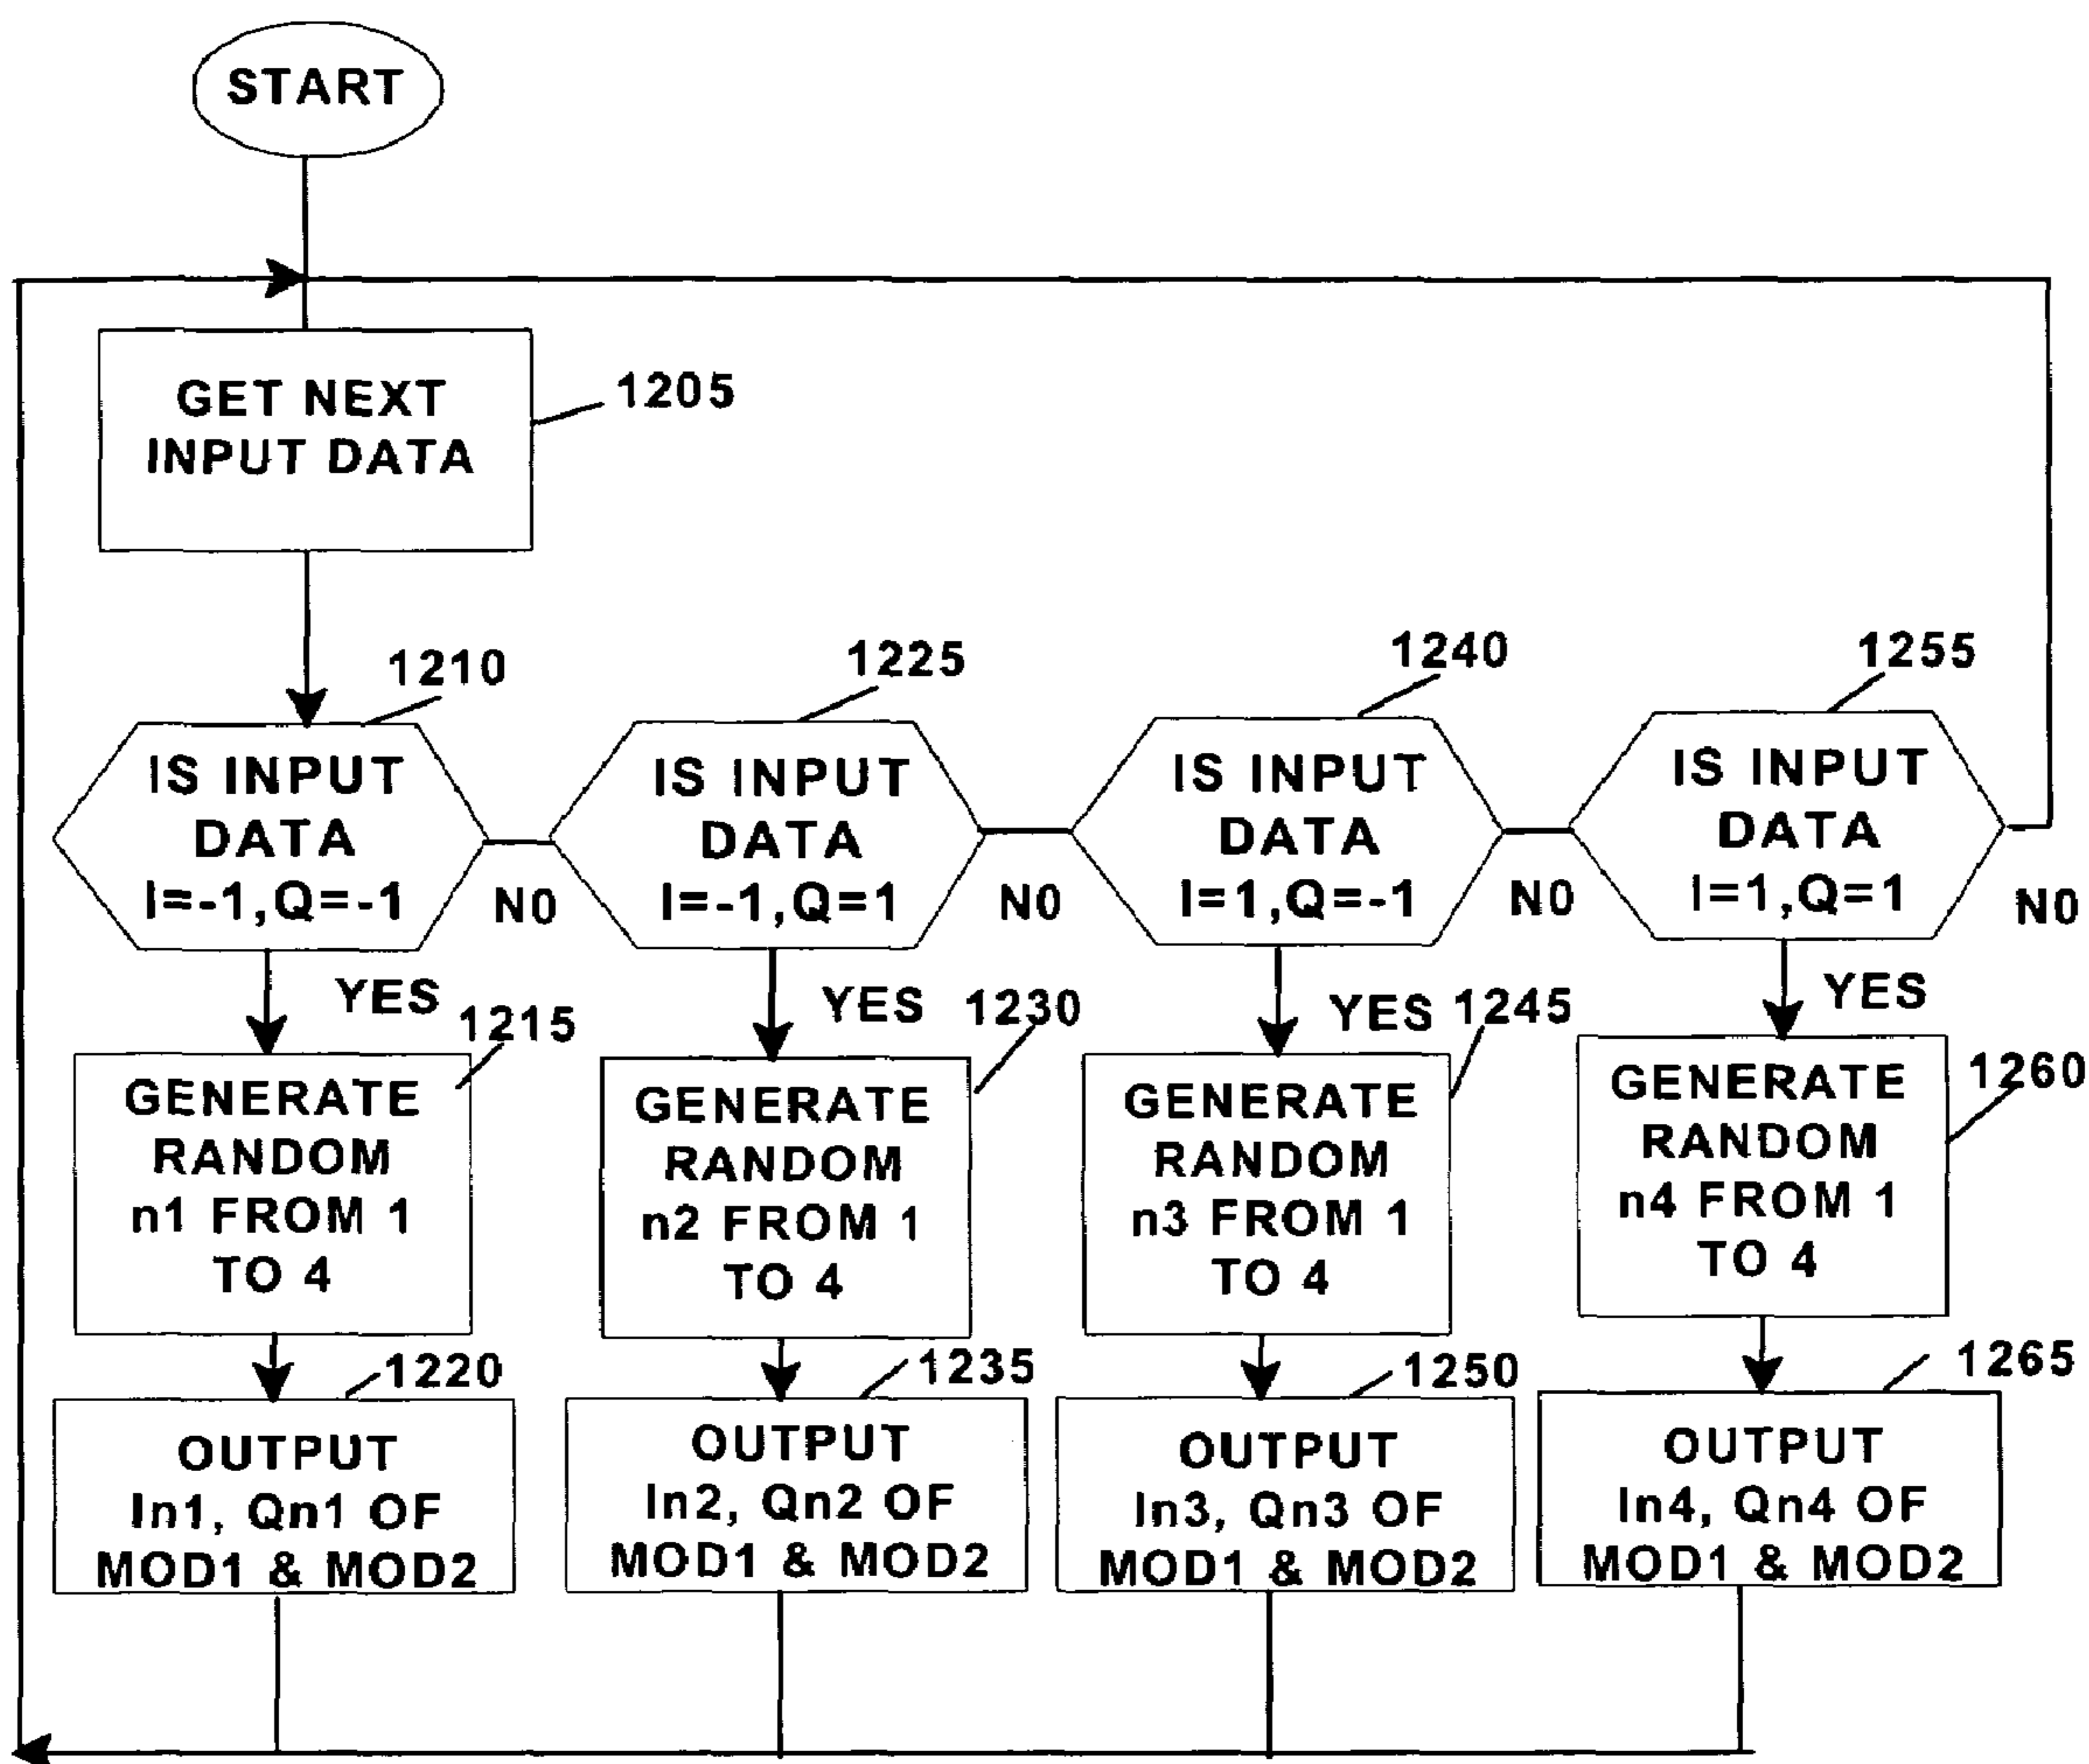 START
GET NEXT
INPUT DATA
1205
1210
1225
1240
1255
IS INPUT
DATA
I=-1,Q=-1
N0
IS INPUT
DATA
I=-1,Q=1
N0
IS INPUT
DATA
I=1,Q=-1
N0
IS INPUT
DATA
I=1,Q=1
N0
YES
1215
YES
1230
YES
1245
YES
1260
GENERATE
RANDOM
n1 FROM 1
TO 4
GENERATE
RANDOM
n2 FROM 1
TO 4
GENERATE
RANDOM
n3 FROM 1
TO 4
GENERATE
RANDOM
n4 FROM 1
TO 4
1220
1235
1250
1265
OUTPUT
In1, Qn1 OF
MOD1 & MOD2
OUTPUT
In2, Qn2 OF
MOD1 & MOD2
OUTPUT
In3, Qn3 OF
MOD1 & MOD2
OUTPUT
In4, Qn4 OF
MOD1 & MOD2